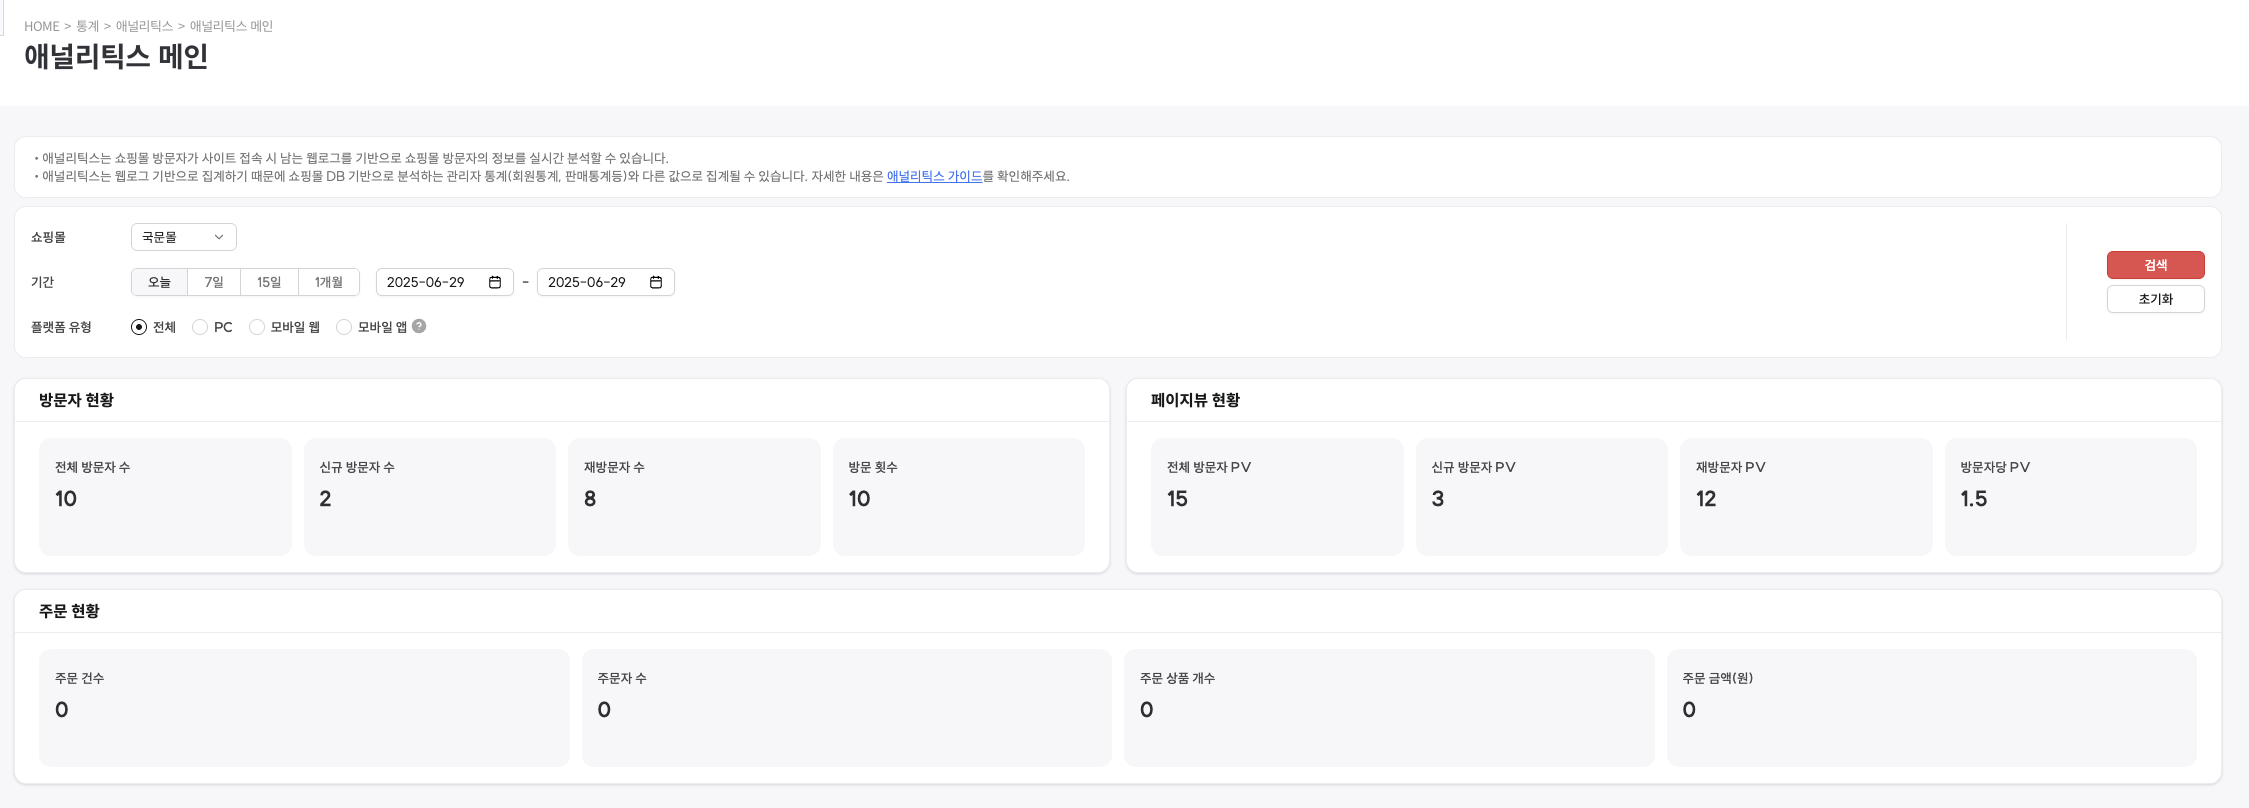 HOME > 통계 > 애널리틱스 > 애널리틱스 메인
애널리틱스 메인
• 애널리틱스는 쇼핑몰 방문자가 사이트 접속 시 남는 웹로그를 기반으로 쇼핑몰 방문자의 정보를 실시간 분석할 수 있습니다.
• 애널리틱스는 웹로그 기반으로 집계하기 때문에 쇼핑몰 DB 기반으로 분석하는 관리자 통계(회원통계, 판매통계등)와 다른 값으로 집계될 수 있습니다. 자세한 내용은 애널리틱스 가이드를 확인해주세요.
쇼핑몰 국문몰
기간 오늘 7일 15일 1개월 2025-06-29 - 2025-06-29
플랫폼 유형 전체 PC 모바일 웹 모바일 앱 ?
검색
초기화
방문자 현황
전체 방문자 수 신규 방문자 수 재방문자 수 방문 횟수
10 2 8 10
페이지뷰 현황
전체 방문자 PV 신규 방문자 PV 재방문자 PV 방문자당 PV
15 3 12 1.5
주문 현황
주문 건수 주문자 수 주문 상품 개수 주문 금액(원)
0 0 0 0